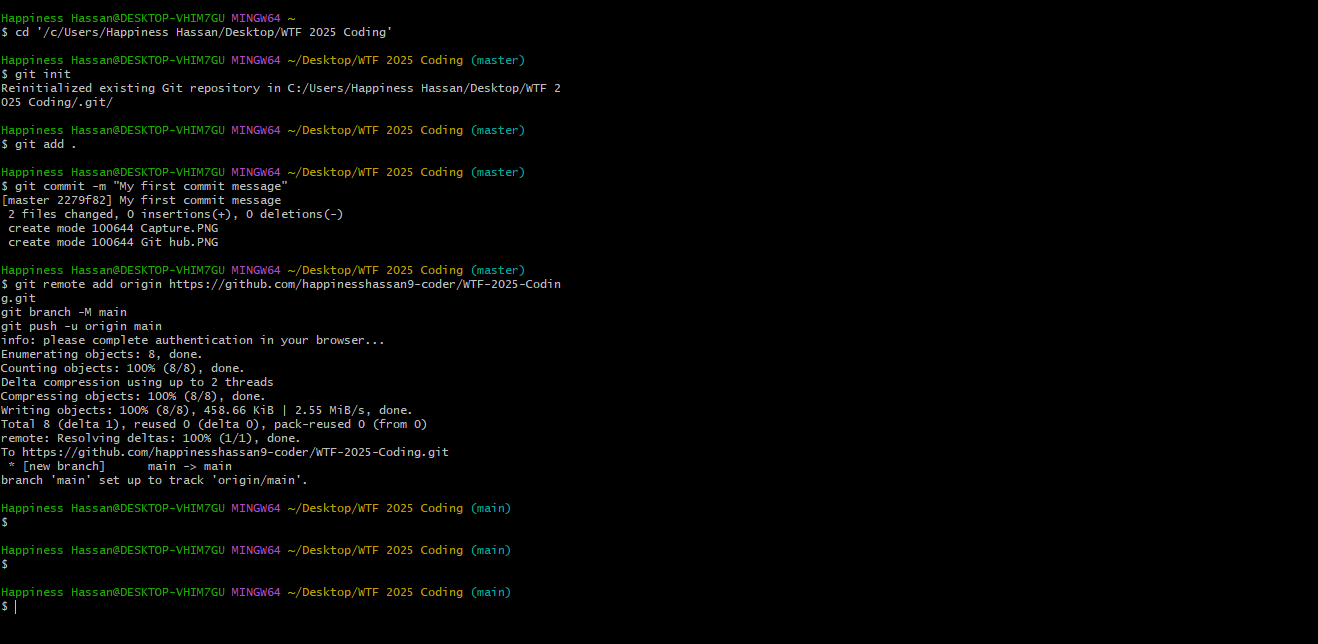 Happiness Hassan@DESKTOP-VHIM7GU MINGW64 ~
$ cd '/c/Users/Happiness Hassan/Desktop/WTF 2025 Coding'
Happiness Hassan@DESKTOP-VHIM7GU MINGW64 ~/Desktop/WTF 2025 Coding (master)
$ git init
Reinitialized existing Git repository in C:/Users/Happiness Hassan/Desktop/WTF 2
025 Coding/.git/
Happiness Hassan@DESKTOP-VHIM7GU MINGW64 ~/Desktop/WTF 2025 Coding (master)
$ git add .
Happiness Hassan@DESKTOP-VHIM7GU MINGW64 ~/Desktop/WTF 2025 Coding (master)
$ git commit -m "My first commit message"
[master 2279f82] My first commit message
 2 files changed, 0 insertions(+), 0 deletions(-)
 create mode 100644 Capture.PNG
 create mode 100644 Git hub.PNG
Happiness Hassan@DESKTOP-VHIM7GU MINGW64 ~/Desktop/WTF 2025 Coding (master)
$ git remote add origin https://github.com/happinesshassan9-coder/WTF-2025-Codin
g.git
git branch -M main
git push -u origin main
info: please complete authentication in your browser...
Enumerating objects: 8, done.
Counting objects: 100% (8/8), done.
Delta compression using up to 2 threads
Compressing objects: 100% (8/8), done.
Writing objects: 100% (8/8), 458.66 KiB | 2.55 MiB/s, done.
Total 8 (delta 1), reused 0 (delta 0), pack-reused 0 (from 0)
remote: Resolving deltas: 100% (1/1), done.
To https://github.com/happinesshassan9-coder/WTF-2025-Coding.git
 * [new branch]      main -> main
branch 'main' set up to track 'origin/main'.
Happiness Hassan@DESKTOP-VHIM7GU MINGW64 ~/Desktop/WTF 2025 Coding (main)
$
Happiness Hassan@DESKTOP-VHIM7GU MINGW64 ~/Desktop/WTF 2025 Coding (main)
$
Happiness Hassan@DESKTOP-VHIM7GU MINGW64 ~/Desktop/WTF 2025 Coding (main)
$